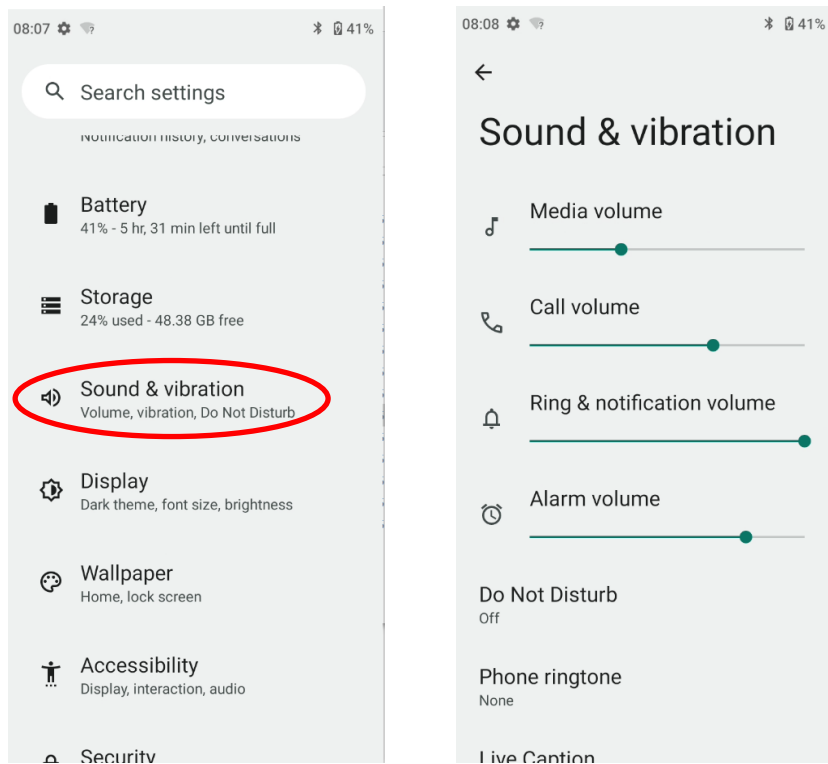 08:07 41%
Search settings
Notification history, conversations
Battery
41% - 5 hr, 31 min left until full
Storage
24% used - 48.38 GB free
Sound & vibration
Volume, vibration, Do Not Disturb
Display
Dark theme, font size, brightness
Wallpaper
Home, lock screen
Accessibility
Display, interaction, audio
Security
08:08 41%
Sound & vibration
Media volume
Call volume
Ring & notification volume
Alarm volume
Do Not Disturb
Off
Phone ringtone
None
Live Caption